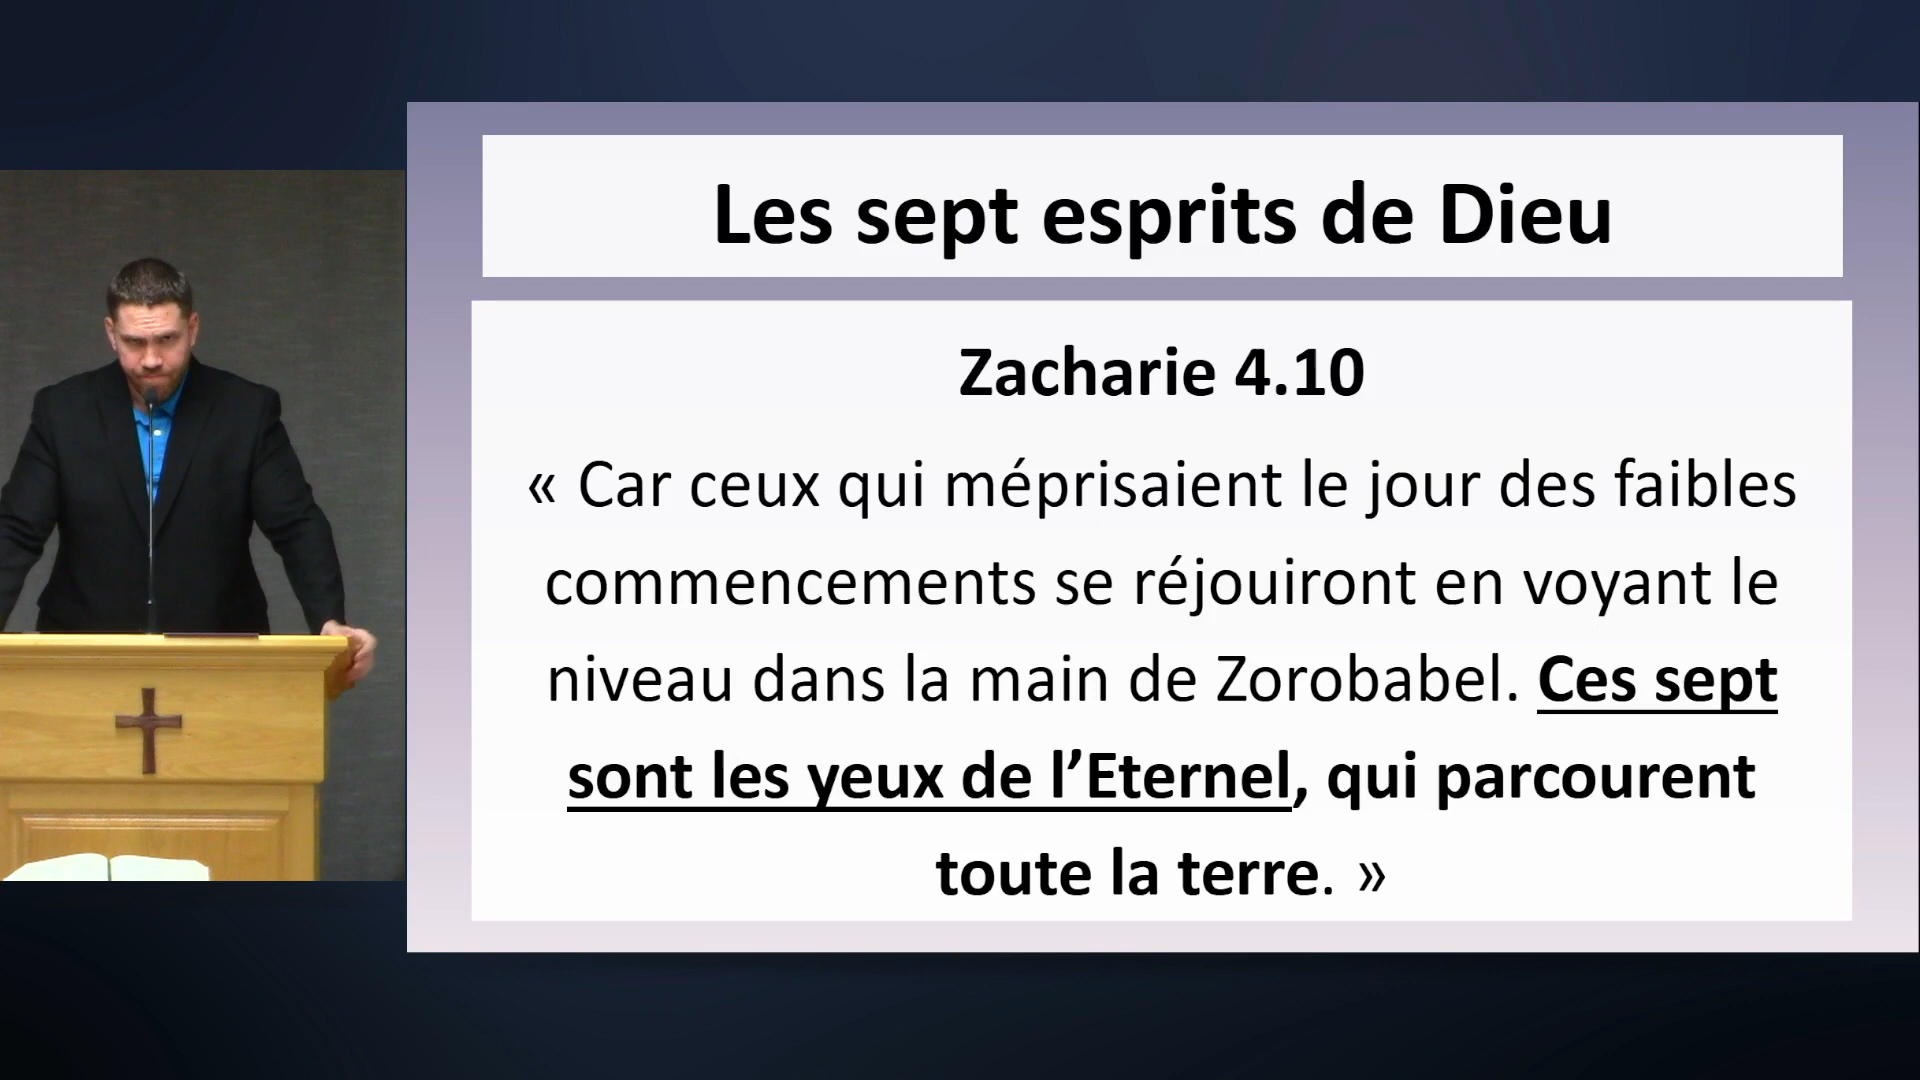 Les sept esprits de Dieu
Zacharie 4.10
« Car ceux qui méprisaient le jour des faibles
commencements se réjouiront en voyant le
niveau dans la main de Zorobabel. Ces sept
sont les yeux de l’Eternel, qui parcourent
toute la terre. »